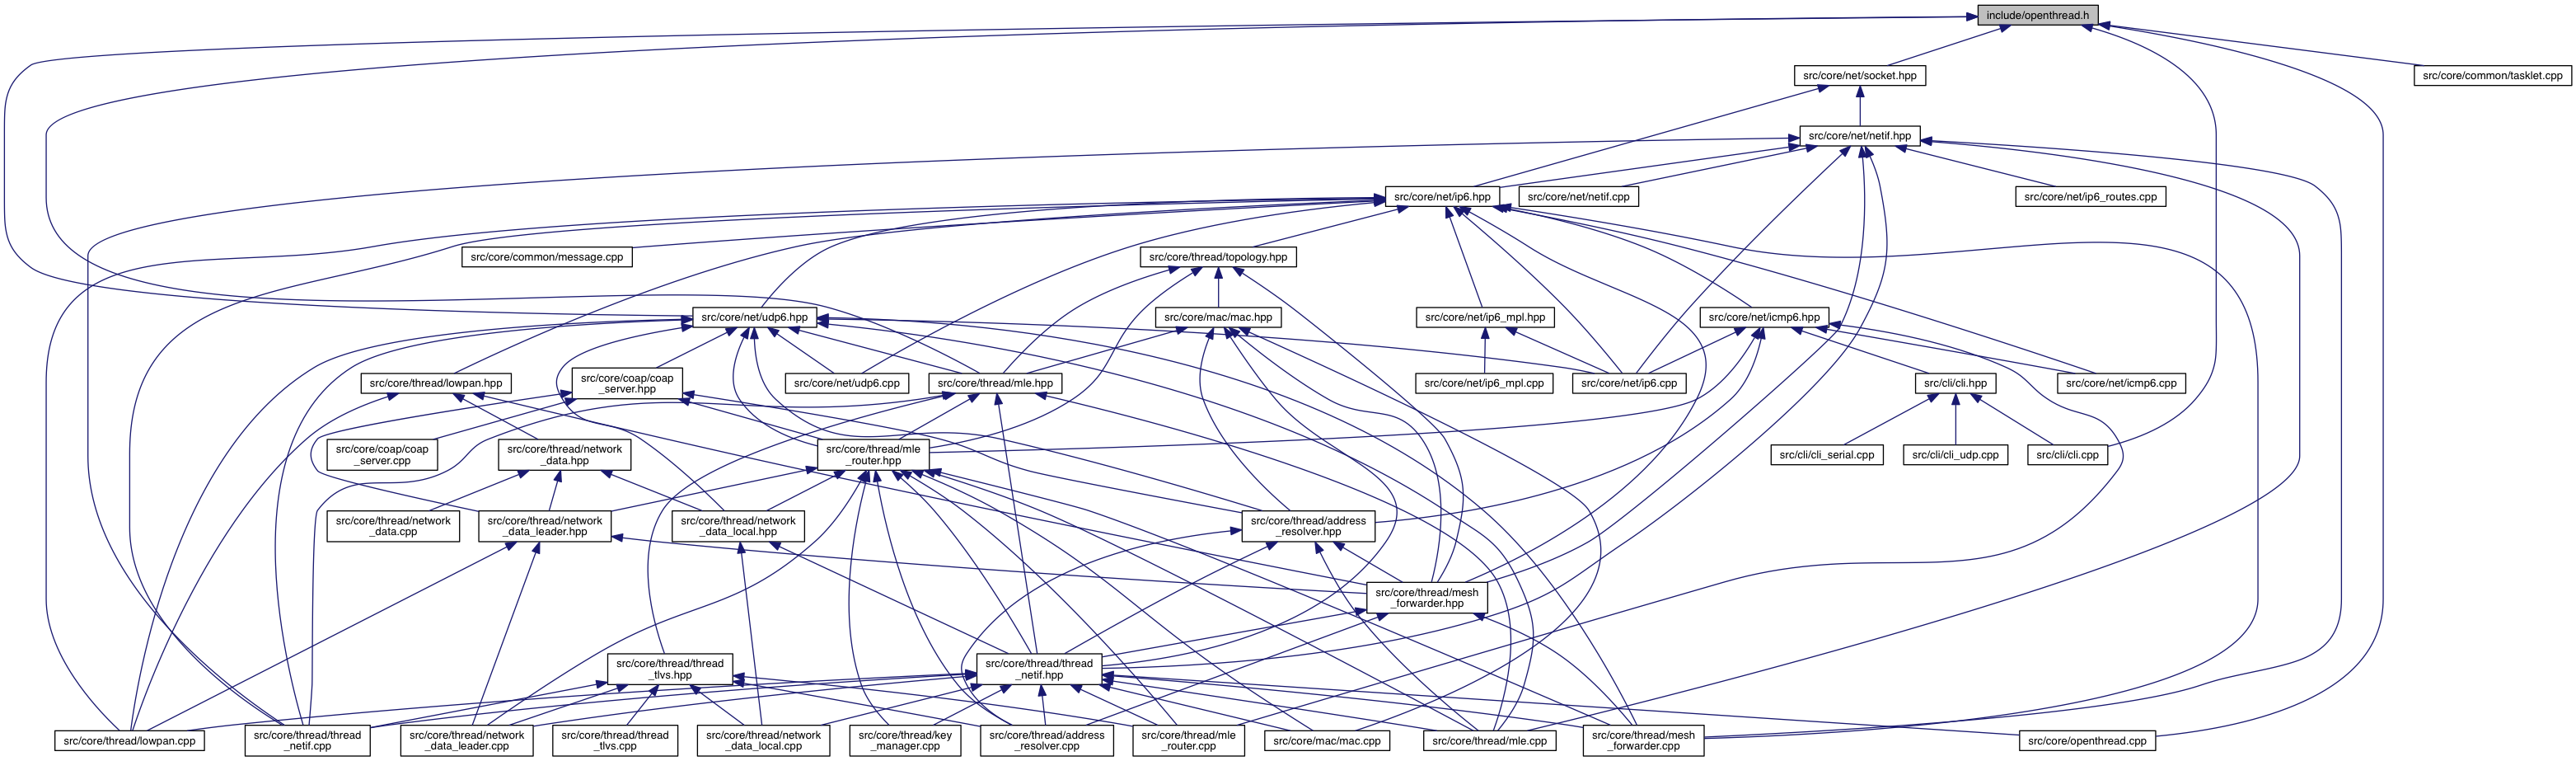 include/openthread.h
src/core/net/socket.hpp
src/core/common/tasklet.cpp
src/core/net/netif.hpp
src/core/net/ip6.hpp
src/core/net/netif.cpp
src/core/net/ip6_routes.cpp
src/core/common/message.cpp
src/core/thread/topology.hpp
src/core/net/udp6.hpp
src/core/mac/mac.hpp
src/core/net/ip6_mpl.hpp
src/core/net/icmp6.hpp
src/core/thread/lowpan.hpp
src/core/coap/coap
_server.hpp
src/core/net/udp6.cpp
src/core/thread/mle.hpp
src/core/net/ip6_mpl.cpp
src/core/net/ip6.cpp
src/cli/cli.hpp
src/core/net/icmp6.cpp
src/core/coap/coap
_server.cpp
src/core/thread/network
_data.hpp
src/core/thread/mle
_router.hpp
src/cli/cli_serial.cpp
src/cli/cli_udp.cpp
src/cli/cli.cpp
src/core/thread/network
_data.cpp
src/core/thread/network
_data_leader.hpp
src/core/thread/network
_data_local.hpp
src/core/thread/address
_resolver.hpp
src/core/thread/mesh
_forwarder.hpp
src/core/thread/thread
_tlvs.hpp
src/core/thread/thread
_netif.hpp
src/core/thread/lowpan.cpp
src/core/thread/thread
_netif.cpp
src/core/thread/network
_data_leader.cpp
src/core/thread/thread
_tlvs.cpp
src/core/thread/network
_data_local.cpp
src/core/thread/key
_manager.cpp
src/core/thread/address
_resolver.cpp
src/core/thread/mle
_router.cpp
src/core/mac/mac.cpp
src/core/thread/mle.cpp
src/core/thread/mesh
_forwarder.cpp
src/core/openthread.cpp